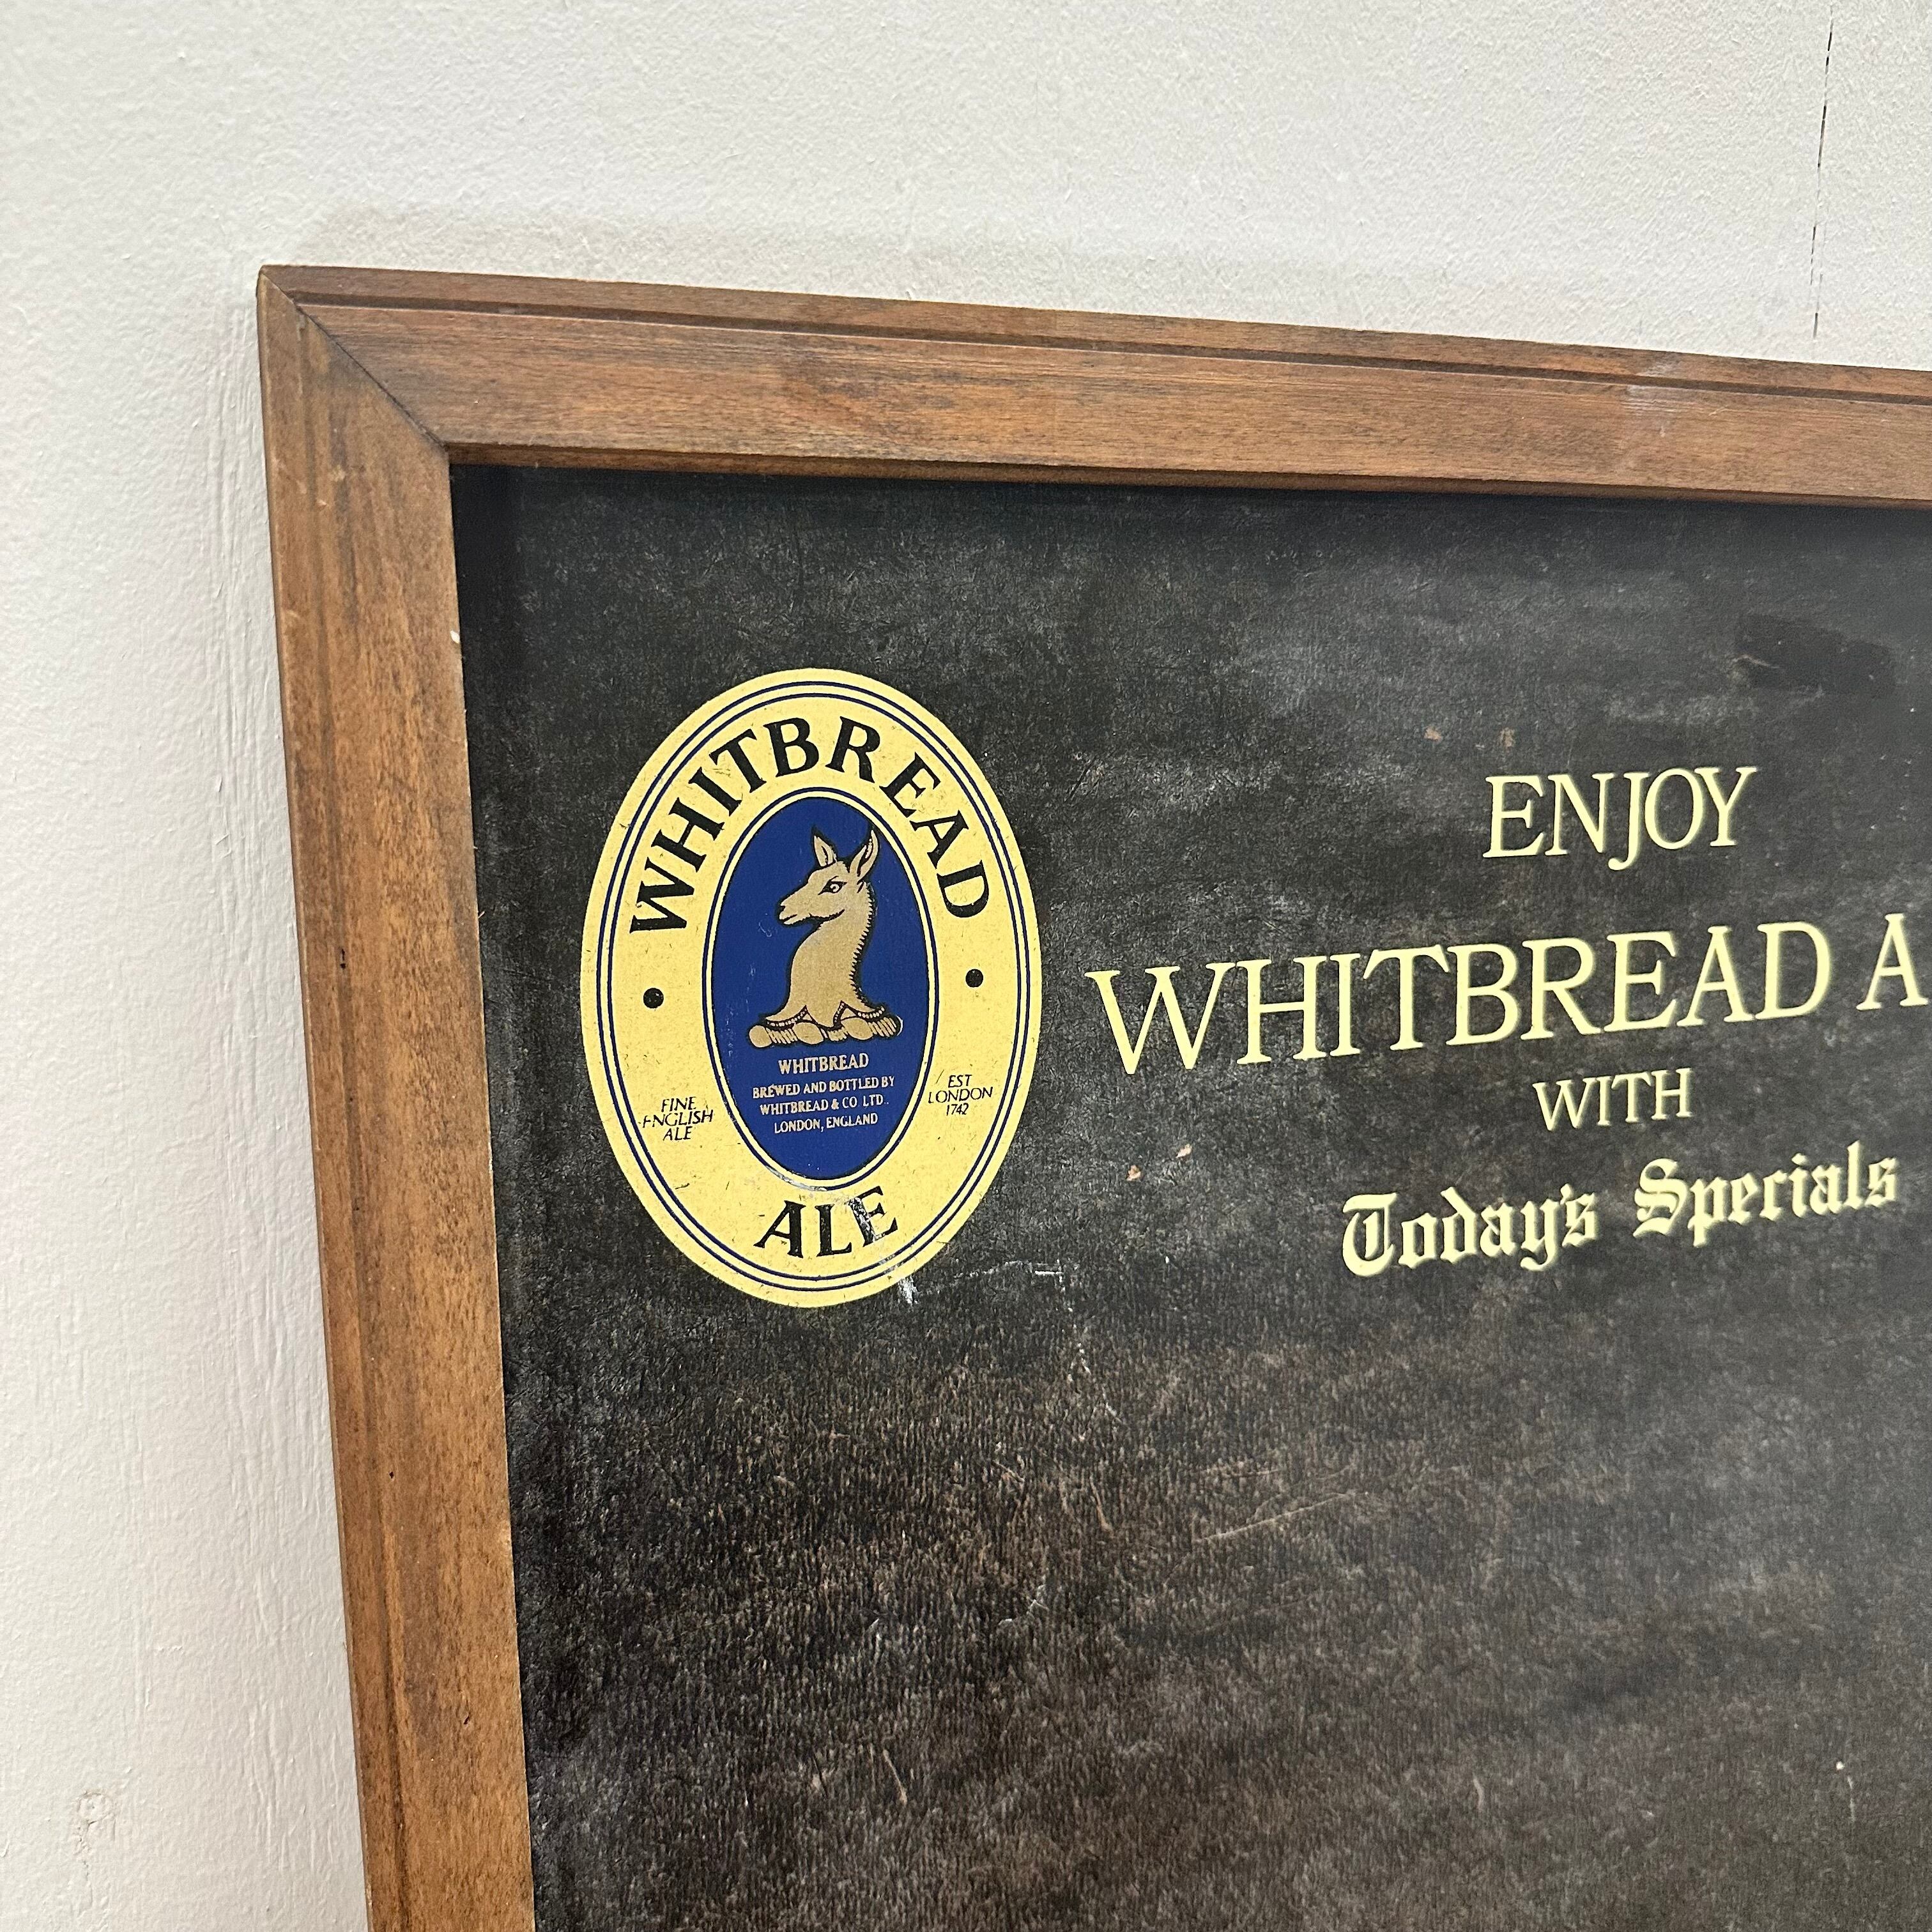 WHITBREAD
WHITBREAD
BREWED AND BOTTLED BY
WHITBREAD & CO LTD.
LONDON, ENGLAND
FINE
ENGLISH
ALE
EST
LONDON
1742
ALE
ENJOY
WHITBREAD A
WITH
Today's Specials